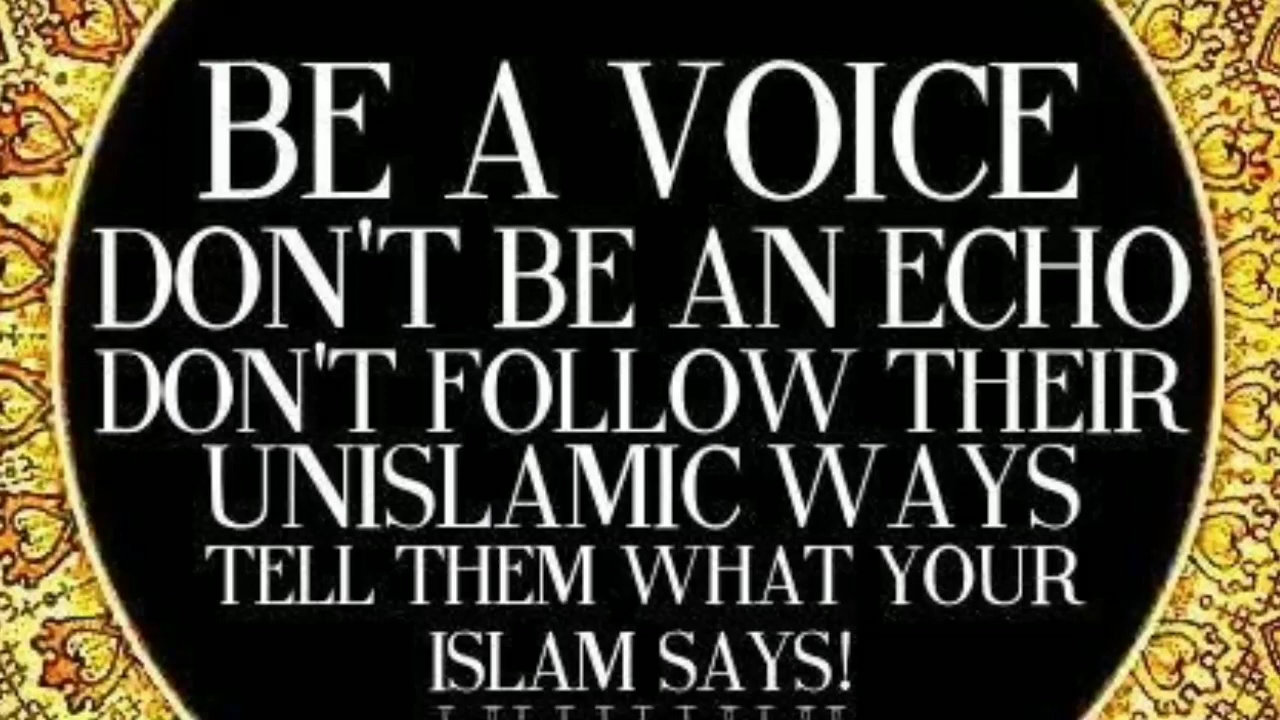 BE A VOICE
DON'T BE AN ECHO
DON'T FOLLOW THEIR
UNISLAMIC WAYS
TELL THEM WHAT YOUR
ISLAM SAYS!